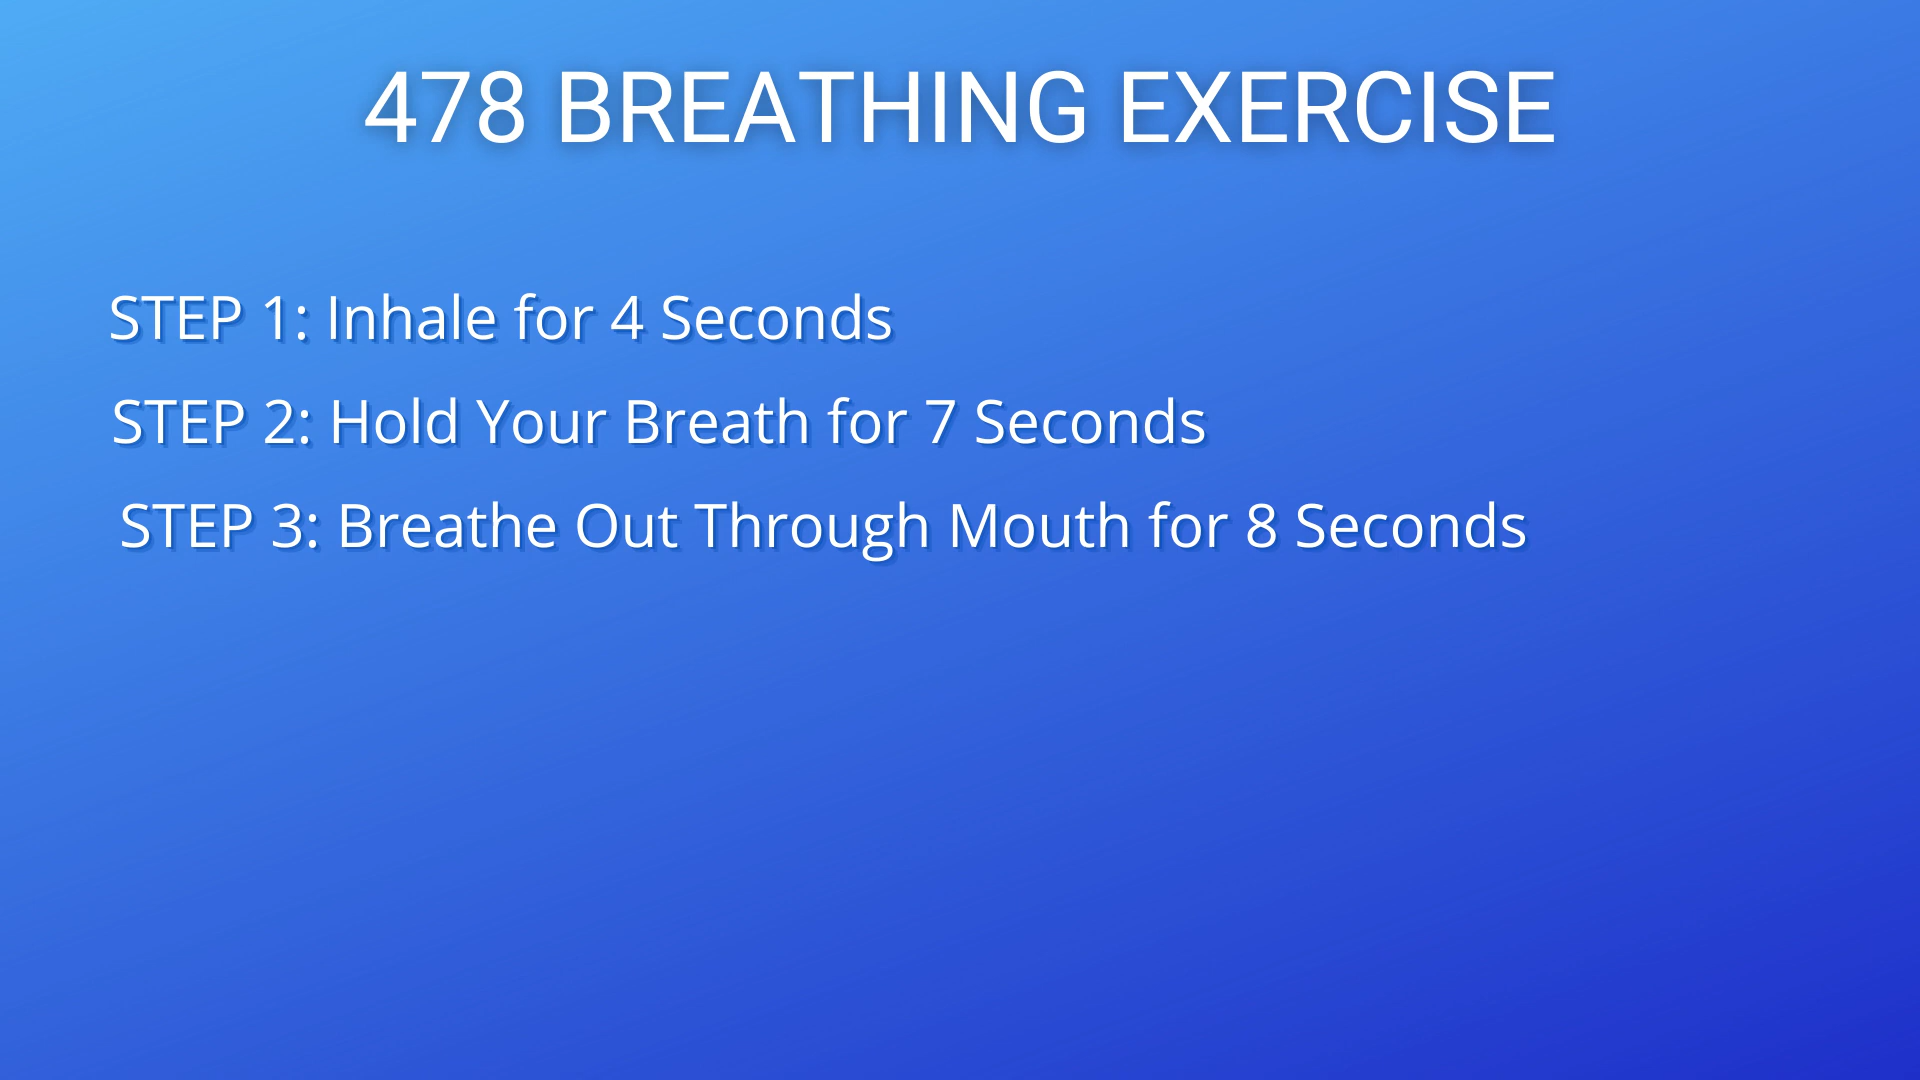 478 BREATHING EXERCISE
STEP 1: Inhale for 4 Seconds
STEP 2: Hold Your Breath for 7 Seconds
STEP 3: Breathe Out Through Mouth for 8 Seconds